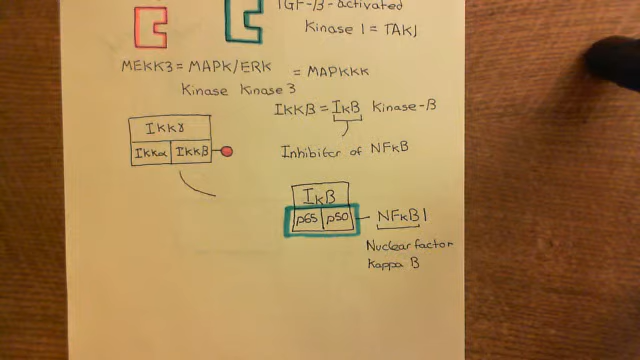 TGF-β-activated
Kinase 1 = TAK1
MEKK3 = MAPK/ERK = MAPKKK
Kinase Kinase 3
IKKβ = IκB Kinase-β
Inhibitor of NFκB
IKKγ
IKKα IKKβ
IκB
p65 p50 - NFκB1
Nuclear factor
Kappa B